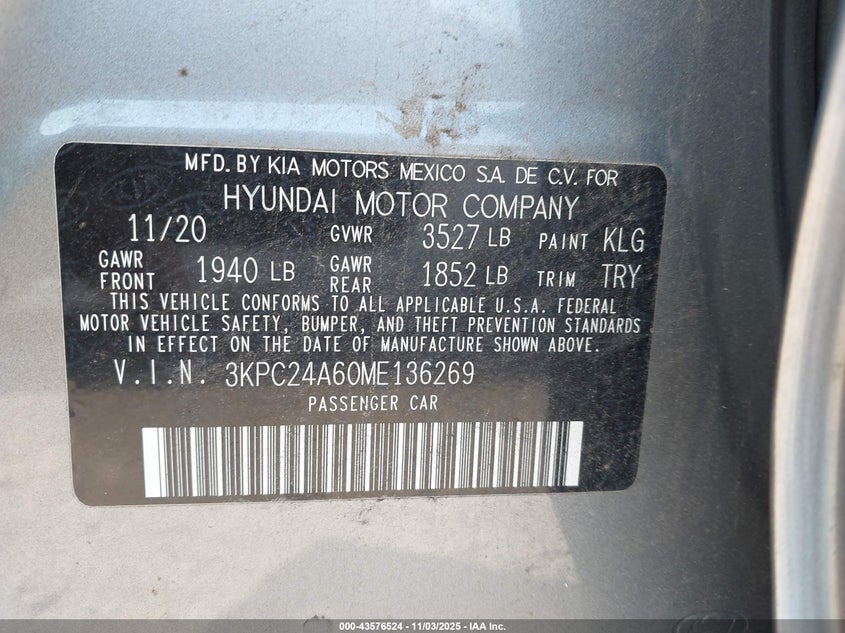 MFD. BY KIA MOTORS MEXICO S.A. DE C.V. FOR
HYUNDAI MOTOR COMPANY
11/20 GVWR 3527 LB PAINT KLG
GAWR FRONT 1940 LB GAWR REAR 1852 LB TRIM TRY
THIS VEHICLE CONFORMS TO ALL APPLICABLE U.S.A. FEDERAL
MOTOR VEHICLE SAFETY, BUMPER, AND THEFT PREVENTION STANDARDS
IN EFFECT ON THE DATE OF MANUFACTURE SHOWN ABOVE.
V.I.N. 3KPC24A60ME136269
PASSENGER CAR
000-43576524 - 11/03/2025 - IAA Inc.